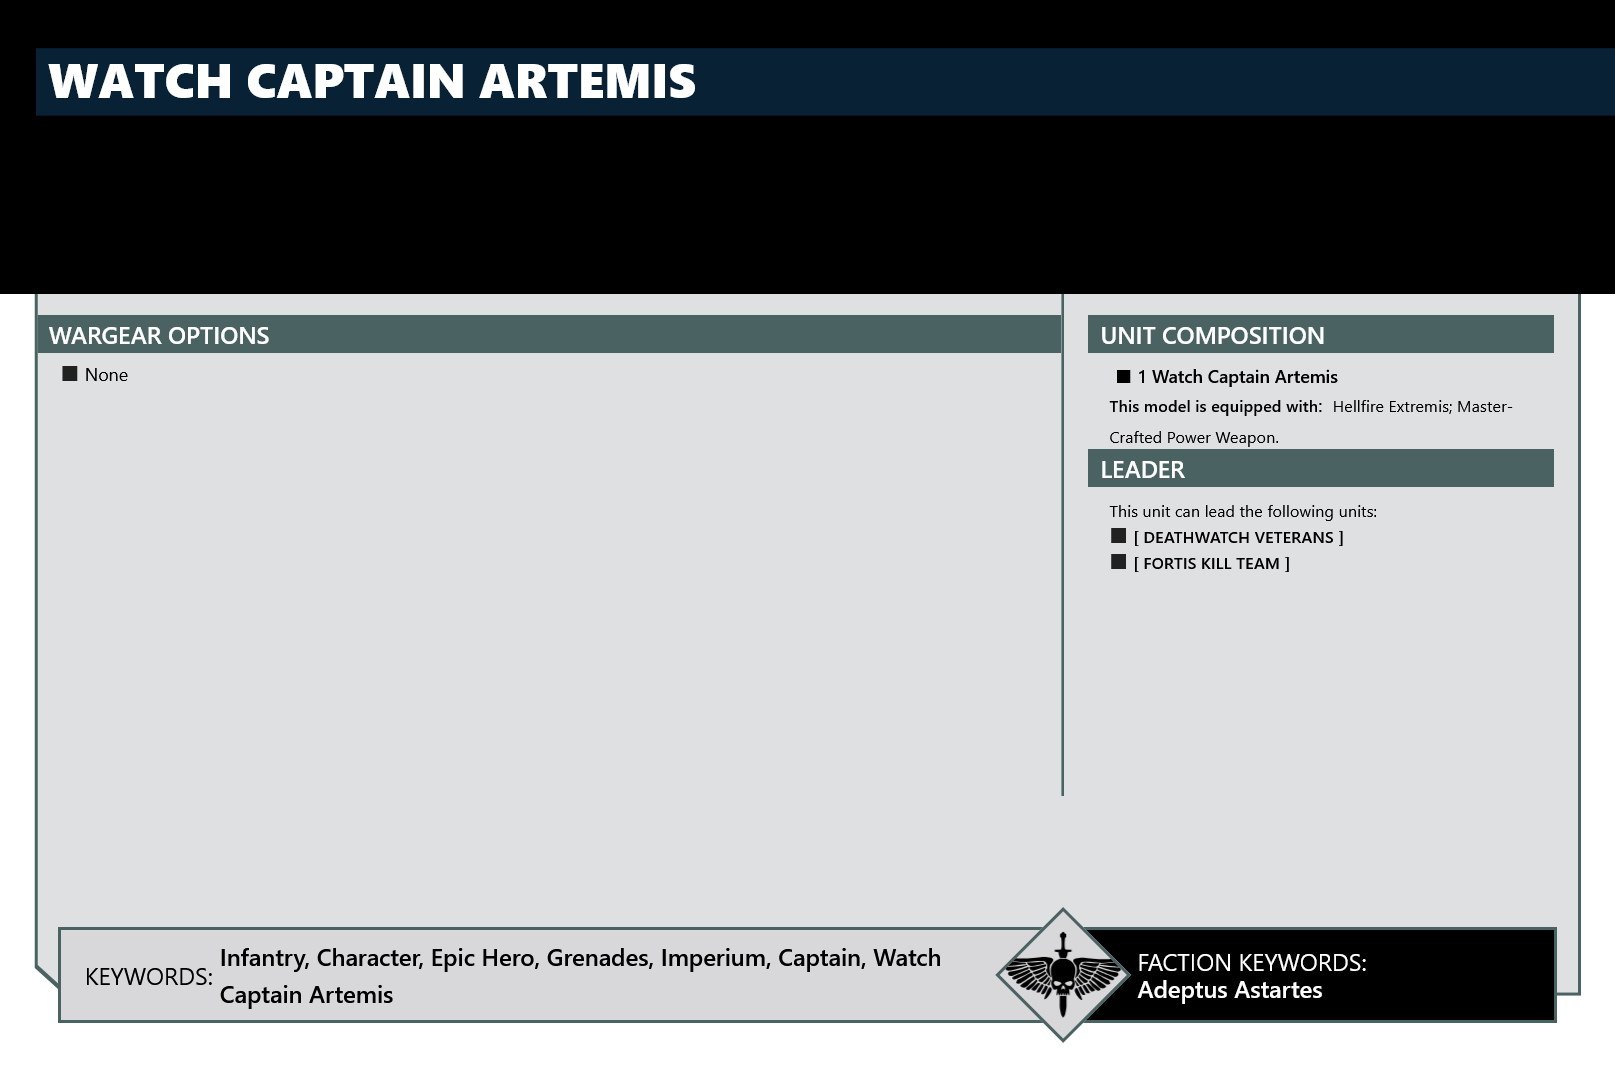 WATCH CAPTAIN ARTEMIS
WARGEAR OPTIONS
None
UNIT COMPOSITION
1 Watch Captain Artemis
This model is equipped with: Hellfire Extremis; Master-
Crafted Power Weapon.
LEADER
This unit can lead the following units:
[ DEATHWATCH VETERANS ]
[ FORTIS KILL TEAM ]
KEYWORDS:
Infantry, Character, Epic Hero, Grenades, Imperium, Captain, Watch
Captain Artemis
FACTION KEYWORDS:
Adeptus Astartes